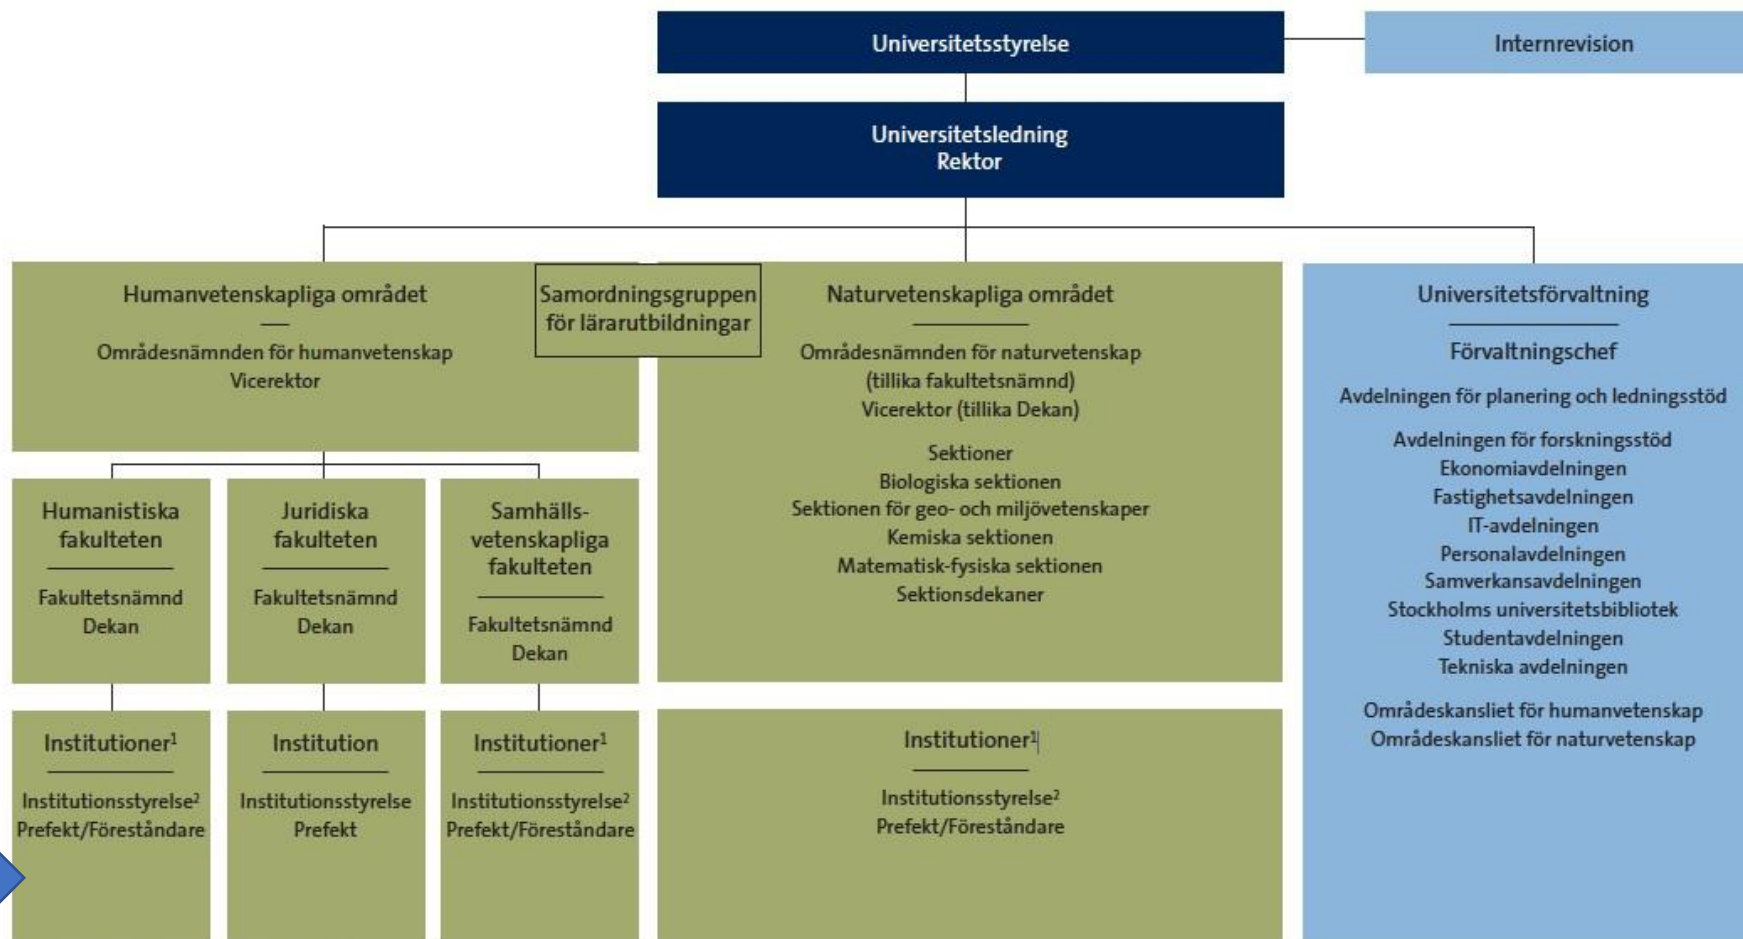 Universitetsstyrelse
Internrevision
Universitetsledning
Rektor
Humanvetenskapliga området
Områdesnämnden för humanvetenskap
Vicerektor
Samordningsgruppen
för lärarutbildningar
Naturvetenskapliga området
Områdesnämnden för naturvetenskap
(tillika fakultetsnämnd)
Vicerektor (tillika Dekan)
Sektioner
Biologiska sektionen
Sektionen för geo- och miljövetenskaper
Kemiska sektionen
Matematisk-fysiska sektionen
Sektionsdekaner
Universitetsförvaltning
Förvaltningschef
Avdelningen för planering och ledningsstöd
Avdelningen för forskningsstöd
Ekonomiavdelningen
Fastighetsavdelningen
IT-avdelningen
Personalavdelningen
Samverkansavdelningen
Stockholms universitetsbibliotek
Studentavdelningen
Tekniska avdelningen
Områdeskansliet för humanvetenskap
Områdeskansliet för naturvetenskap
Humanistiska
fakulteten
Fakultetsnämnd
Dekan
Juridiska
fakulteten
Fakultetsnämnd
Dekan
Samhälls-
vetenskapliga
fakulteten
Fakultetsnämnd
Dekan
Institutioner¹
Institutionsstyrelse²
Prefekt/Föreståndare
Institution
Institutionsstyrelse
Prefekt
Institutioner¹
Institutionsstyrelse²
Prefekt/Föreståndare
Institutioner¹
Institutionsstyrelse²
Prefekt/Föreståndare